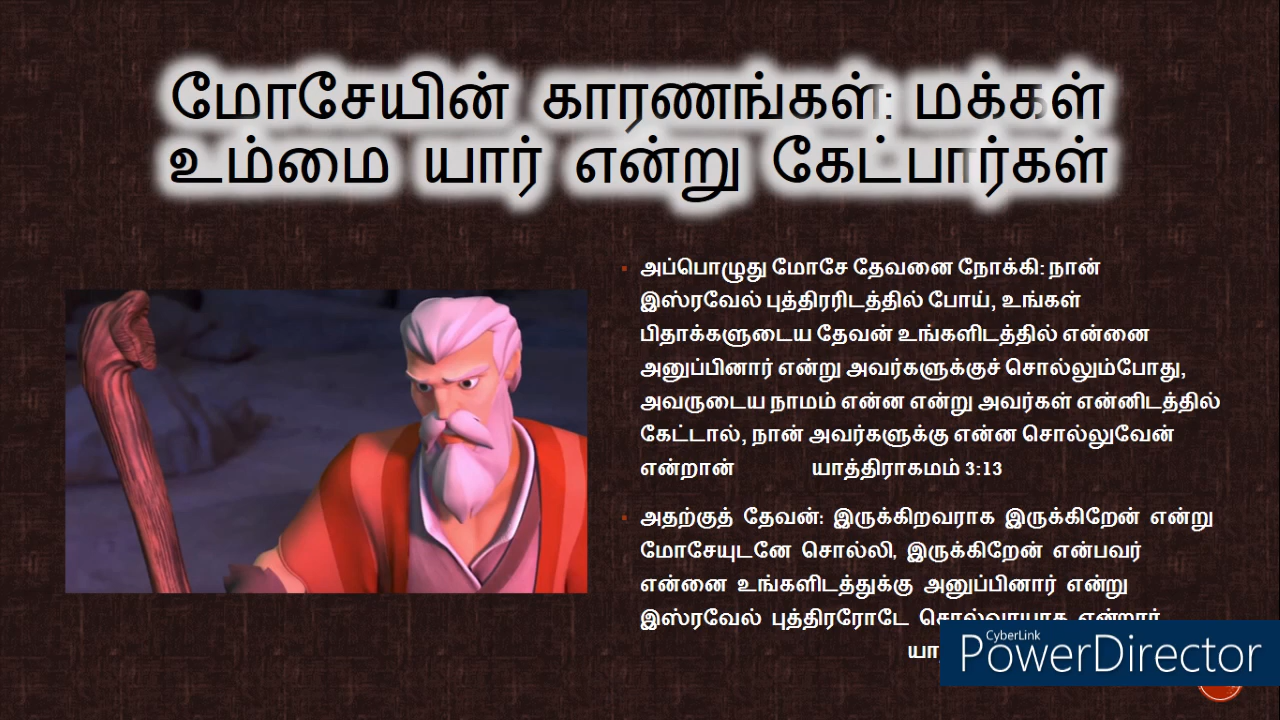 மோசேயின் காரணங்கள்: மக்கள்
உம்மை யார் என்று கேட்பார்கள்
அப்பொழுது மோசே தேவனை நோக்கி: நான்
இஸ்ரவேல் புத்திரரிடத்தில் போய், உங்கள்
பிதாக்களுடைய தேவன் உங்களிடத்தில் என்னை
அனுப்பினார் என்று அவர்களுக்குச் சொல்லும்போது,
அவருடைய நாமம் என்ன என்று அவர்கள் என்னிடத்தில்
கேட்டால், நான் அவர்களுக்கு என்ன சொல்லுவேன்
என்றான் யாத்திராகமம் 3:13
அதற்குத் தேவன்: இருக்கிறவராக இருக்கிறேன் என்று
மோசேயுடனே சொல்லி, இருக்கிறேன் என்பவர்
என்னை உங்களிடத்துக்கு அனுப்பினார் என்று
இஸ்ரவேல் புத்திரரோடே சொல்வாயாக என்றார்
CyberLink
PowerDirector